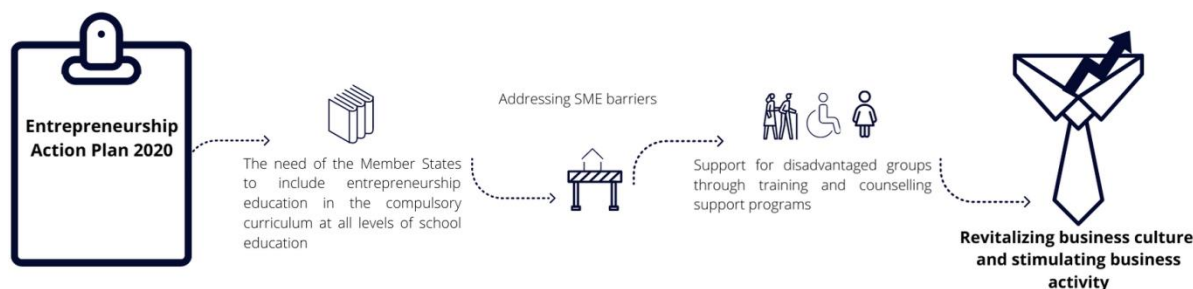 Entrepreneurship
Action Plan 2020
The need of the Member States
to include entrepreneurship
education in the compulsory
curriculum at all levels of school
education
Addressing SME barriers
Support for disadvantaged groups
through training and counselling
support programs
Revitalizing business culture
and stimulating business
activity